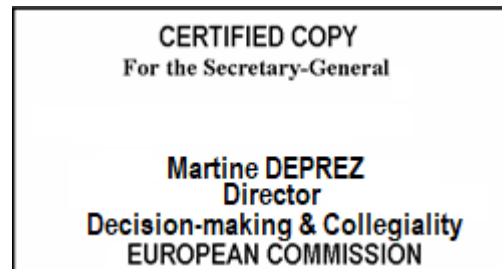 CERTIFIED COPY
For the Secretary-General
Martine DEPREZ
Director
Decision-making & Collegiality
EUROPEAN COMMISSION